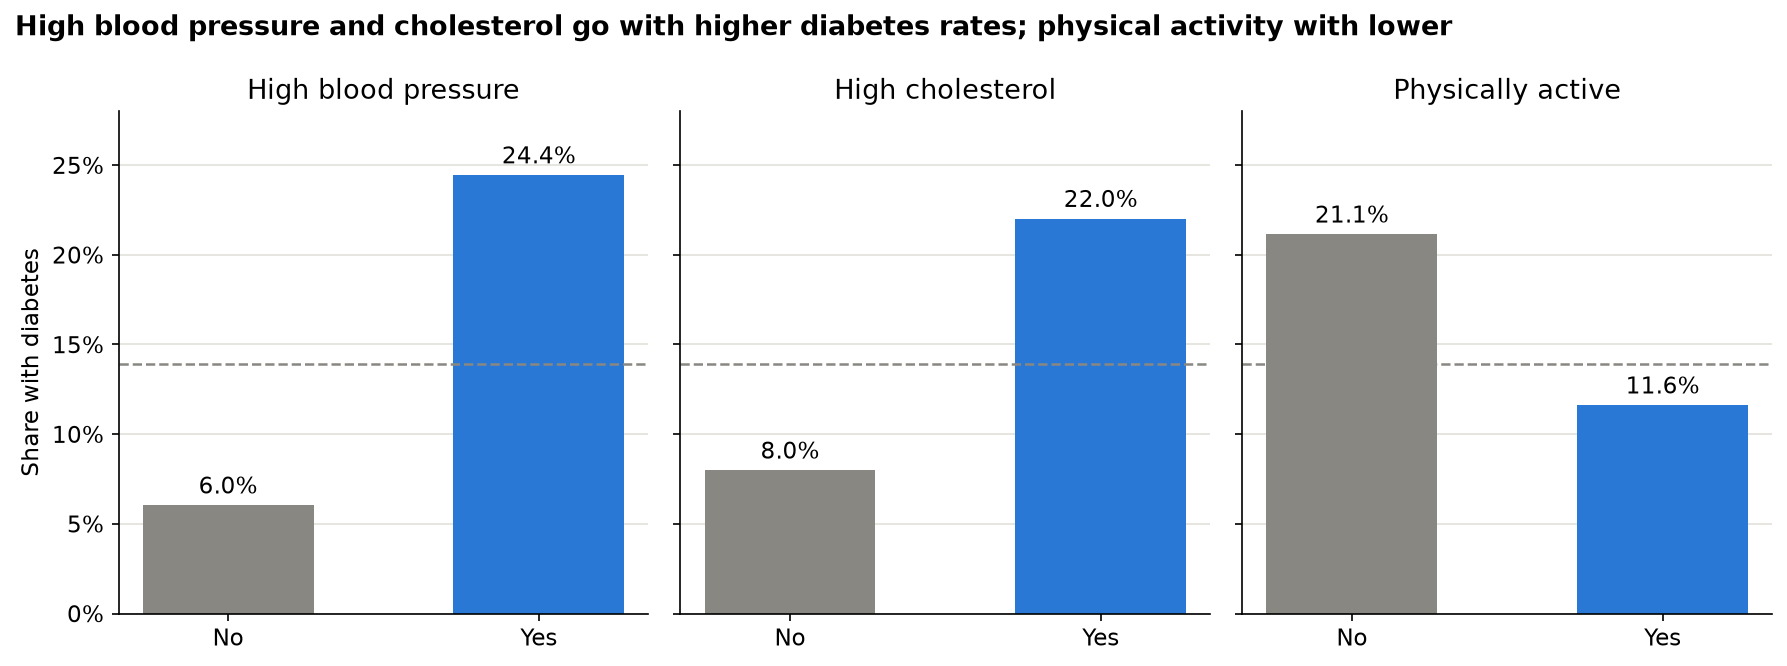 High blood pressure and cholesterol go with higher diabetes rates; physical activity with lower
High blood pressure
High cholesterol
Physically active
Share with diabetes
25%
20%
15%
10%
5%
0%
6.0%
24.4%
No
Yes
8.0%
22.0%
No
Yes
21.1%
11.6%
No
Yes